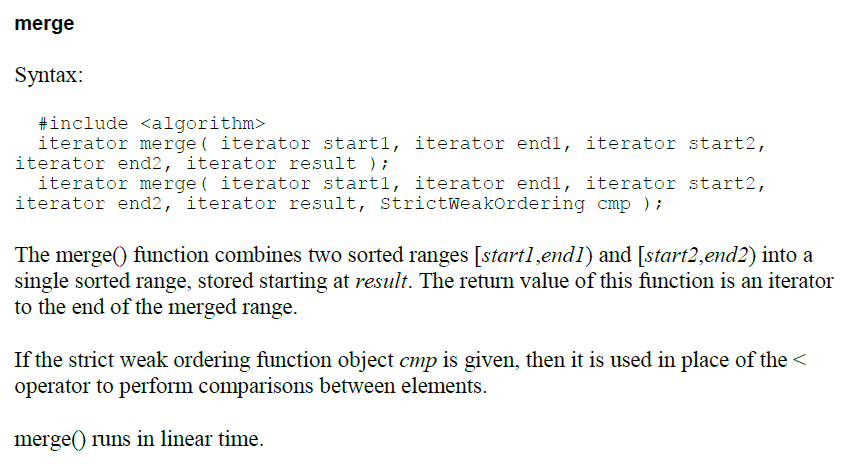 merge
Syntax:
#include <algorithm>
iterator merge( iterator start1, iterator end1, iterator start2,
iterator end2, iterator result );
iterator merge( iterator start1, iterator end1, iterator start2,
iterator end2, iterator result, StrictWeakOrdering cmp );
The merge() function combines two sorted ranges [start1,end1) and [start2,end2) into a
single sorted range, stored starting at result. The return value of this function is an iterator
to the end of the merged range.
If the strict weak ordering function object cmp is given, then it is used in place of the <
operator to perform comparisons between elements.
merge() runs in linear time.